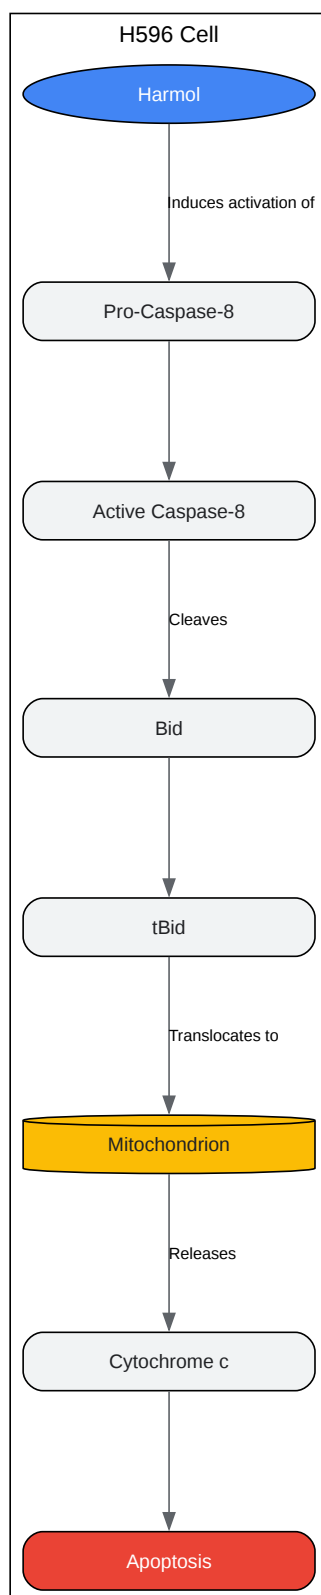 H596 Cell
Harmol
Induces activation of
Pro-Caspase-8
Active Caspase-8
Cleaves
Bid
tBid
Translocates to
Mitochondrion
Releases
Cytochrome c
Apoptosis